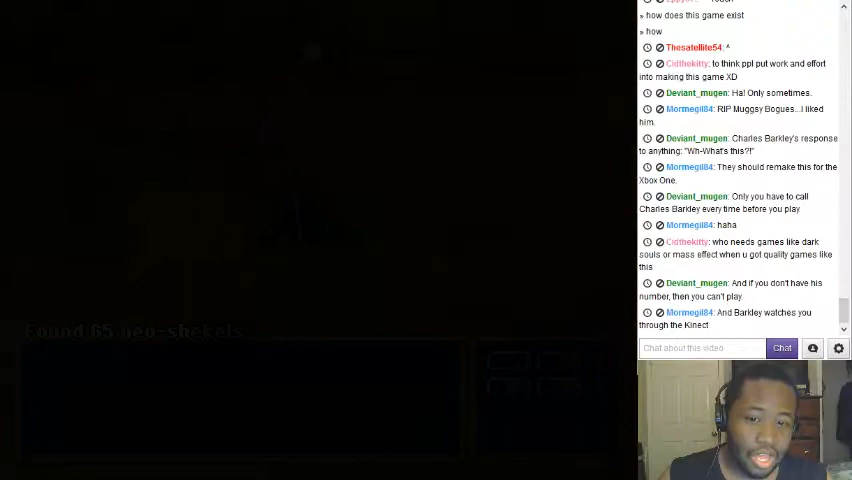 » how does this game exist
» how
Thesatellite54: ^
Cidthekitty: to think ppl put work and effort
into making this game XD
Deviant_mugen: Ha! Only sometimes.
Mormegil84: RIP Muggsy Bogues...I liked
him.
Deviant_mugen: Charles Barkley's response
to anything: "Wh-What's this?!"
Mormegil84: They should remake this for the
Xbox One.
Deviant_mugen: Only you have to call
Charles Barkley every time before you play.
Mormegil84: haha
Cidthekitty: who needs games like dark
souls or mass effect when u got quality games like
this
Deviant_mugen: And if you don't have his
number, then you can't play.
Mormegil84: And Barkley watches you
through the Kinect
Found 65 neo-shekels
Chat about this video
Chat